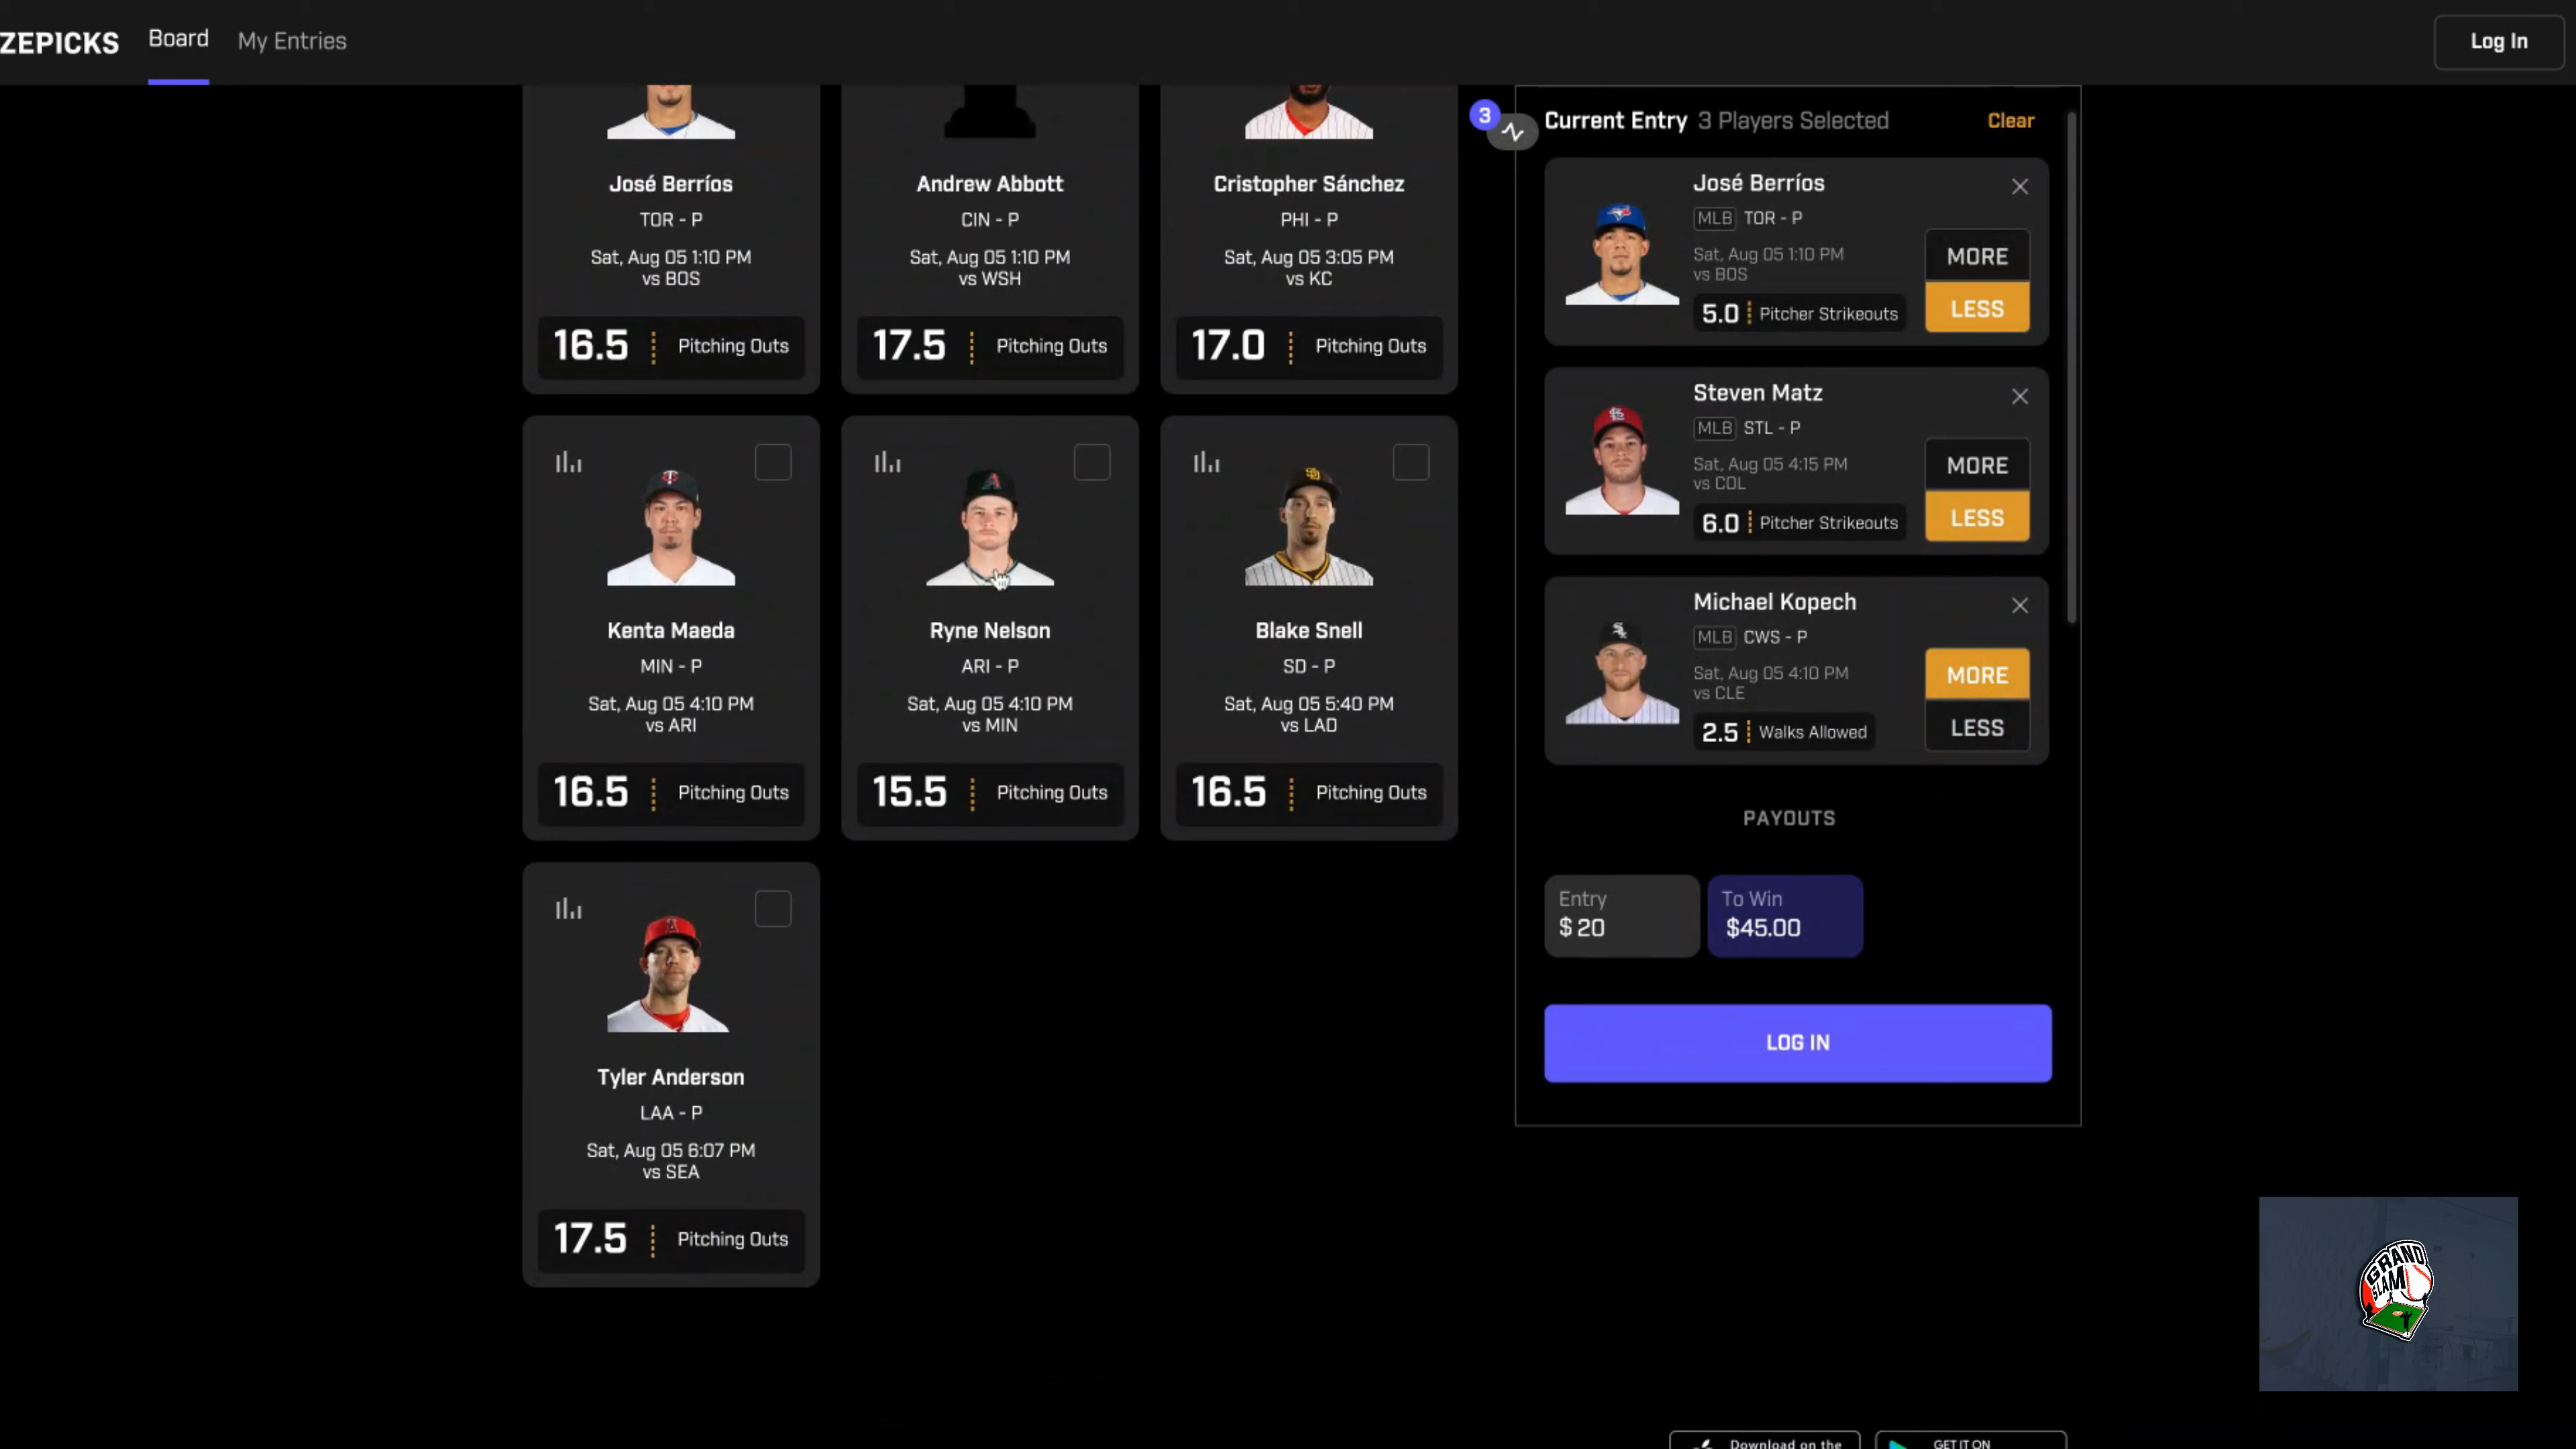 ZEPICKS
Board
My Entries
Log In
José Berríos
TOR - P
Sat, Aug 05 1:10 PM
vs BOS
16.5
Pitching Outs
Andrew Abbott
CIN - P
Sat, Aug 05 1:10 PM
vs WSH
17.5
Pitching Outs
Cristopher Sánchez
PHI - P
Sat, Aug 05 3:05 PM
vs KC
17.0
Pitching Outs
Kenta Maeda
MIN - P
Sat, Aug 05 4:10 PM
vs ARI
16.5
Pitching Outs
Ryne Nelson
ARI - P
Sat, Aug 05 4:10 PM
vs MIN
15.5
Pitching Outs
Blake Snell
SD - P
Sat, Aug 05 5:40 PM
vs LAD
16.5
Pitching Outs
Tyler Anderson
LAA - P
Sat, Aug 05 6:07 PM
vs SEA
17.5
Pitching Outs
3
Current Entry 3 Players Selected
Clear
José Berríos
MLB TOR - P
Sat, Aug 05 1:10 PM
vs BOS
5.0 Pitcher Strikeouts
MORE
LESS
Steven Matz
MLB STL - P
Sat, Aug 05 4:15 PM
vs COL
6.0 Pitcher Strikeouts
MORE
LESS
Michael Kopech
MLB CWS - P
Sat, Aug 05 4:10 PM
vs CLE
2.5 Walks Allowed
MORE
LESS
PAYOUTS
Entry
$ 20
To Win
$45.00
LOG IN
GRAND
SLAM
Download on the
GET IT ON